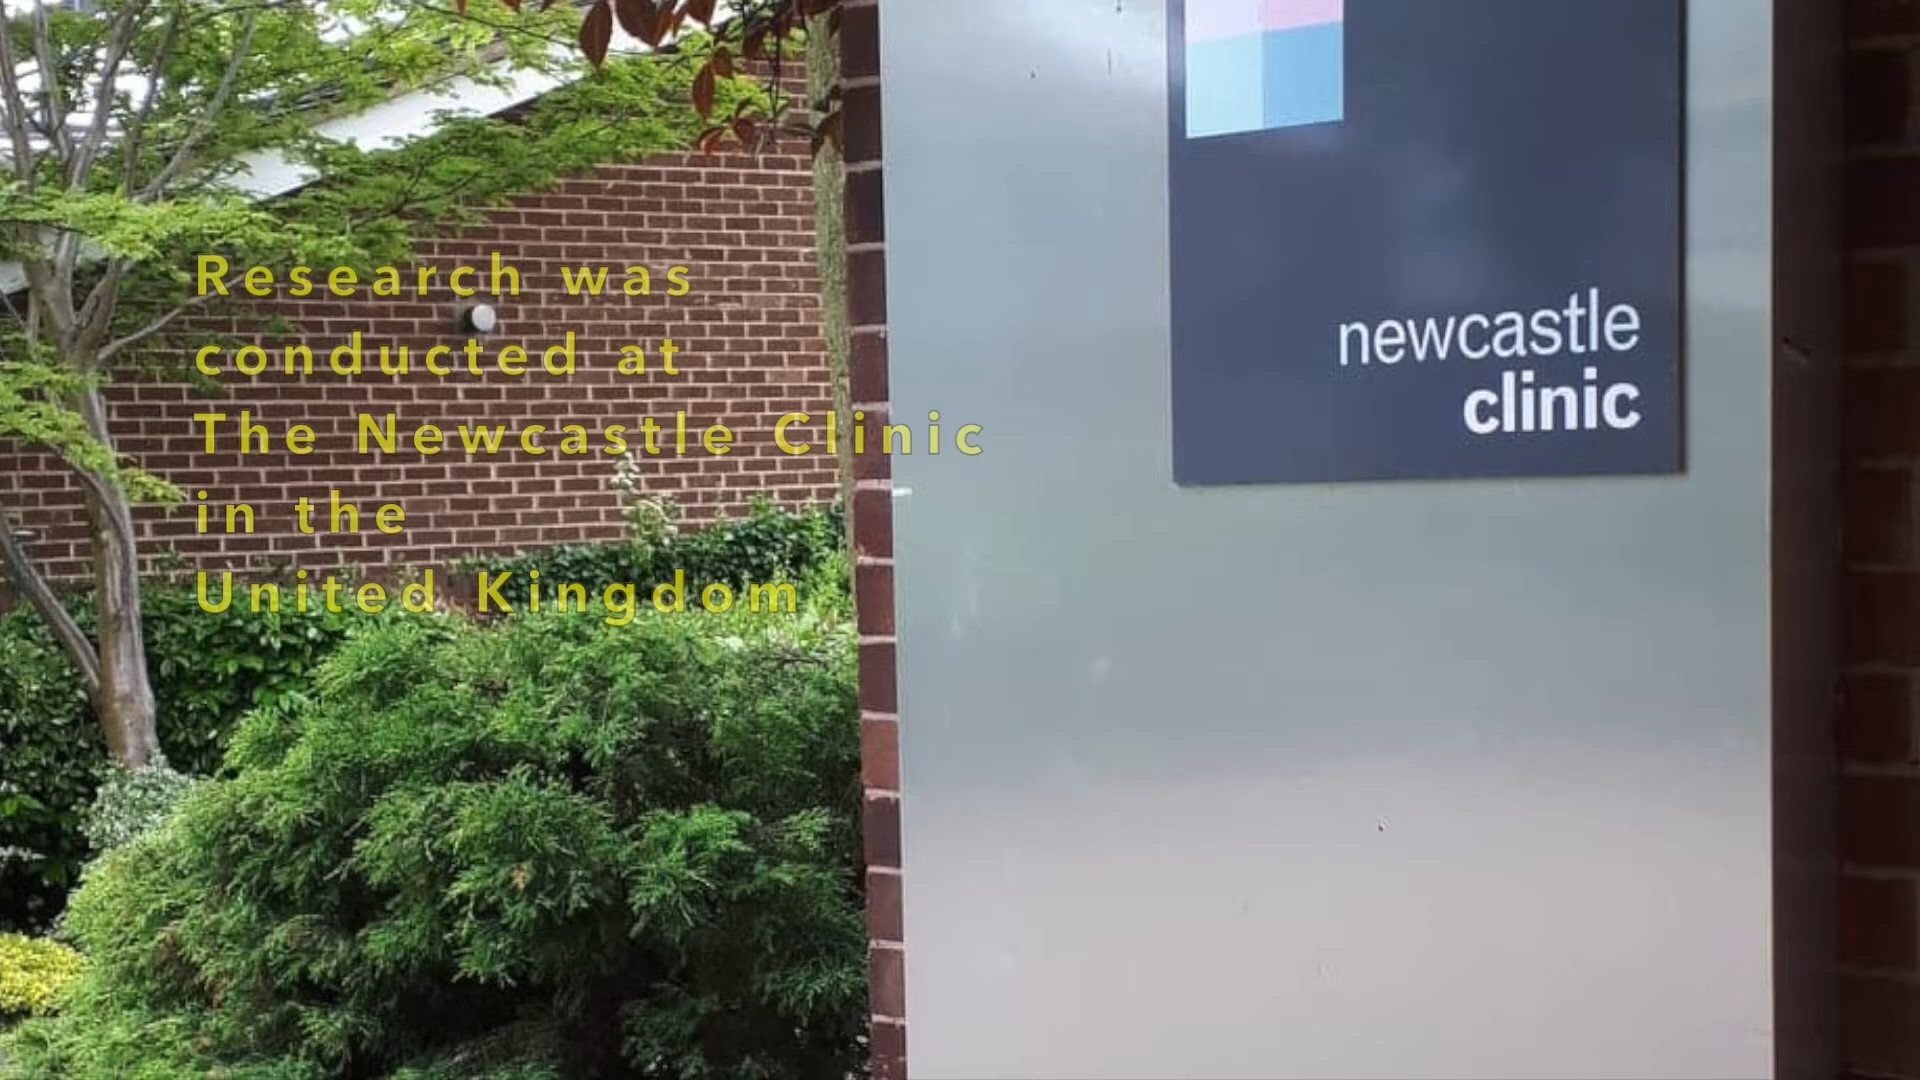 Research was
conducted at
The Newcastle Clinic
in the
United Kingdom
newcastle
clinic